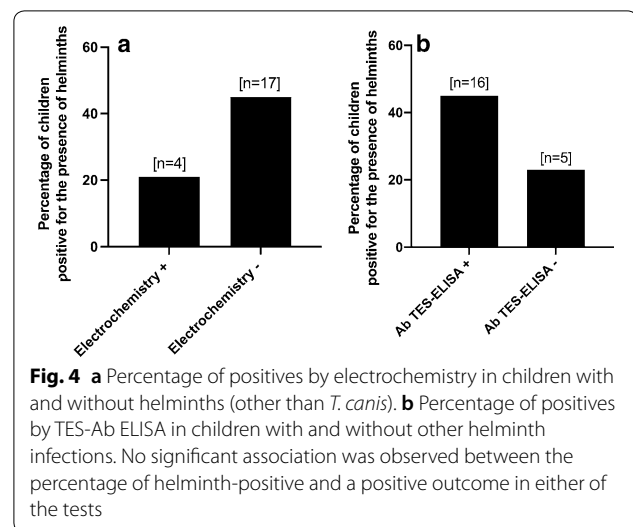 a
Percentage of children
positive for the presence of helminths
60
40
20
0
[n=4]
[n=17]
Electrochemistry +
Electrochemistry -
b
Percentage of children
positive for the presence of helminths
60
40
20
0
[n=16]
[n=5]
Ab TES-ELISA +
Ab TES-ELISA -
Fig. 4 a Percentage of positives by electrochemistry in children with
and without helminths (other than T. canis). b Percentage of positives
by TES-Ab ELISA in children with and without other helminth
infections. No significant association was observed between the
percentage of helminth-positive and a positive outcome in either of
the tests